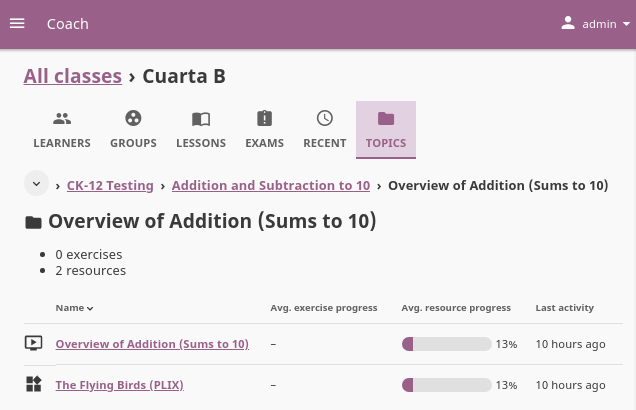 Coach admin
All classes › Cuarta B
LEARNERS GROUPS LESSONS EXAMS RECENT TOPICS
› CK-12 Testing › Addition and Subtraction to 10 › Overview of Addition (Sums to 10)
Overview of Addition (Sums to 10)
• 0 exercises
• 2 resources
Name Avg. exercise progress Avg. resource progress Last activity
Overview of Addition (Sums to 10) – 13% 10 hours ago
The Flying Birds (PLIX) – 13% 10 hours ago